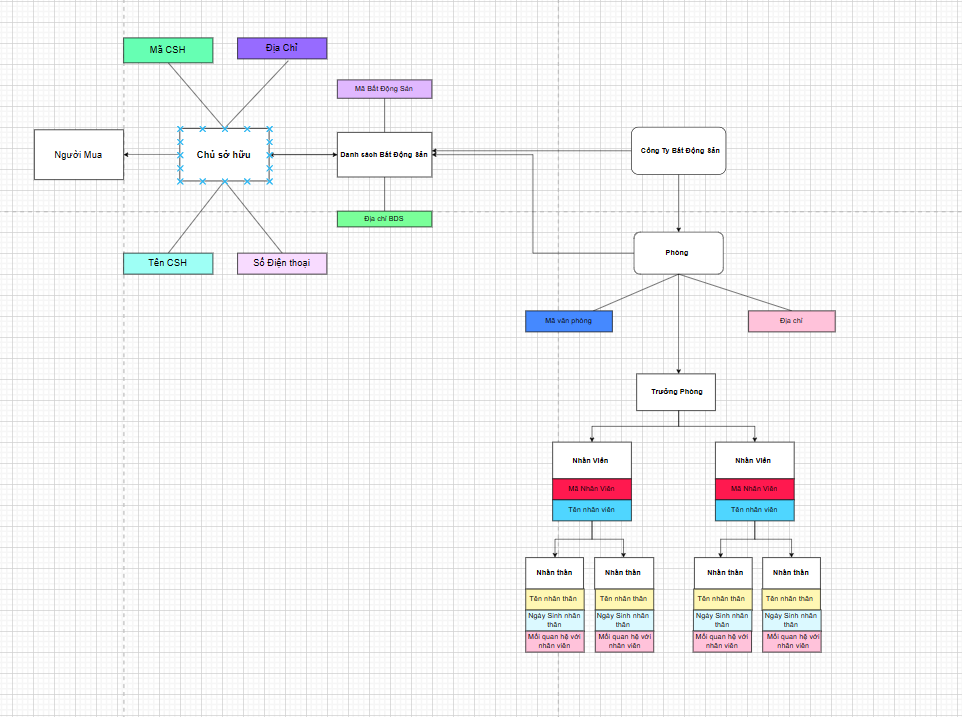 Mã CSH
Địa Chỉ
Mã Bất Động Sản
Người Mua
Chủ sở hữu
Danh sách Bất Động Sản
Công Ty Bất Động Sản
Địa chỉ BDS
Phòng
Tên CSH
Số Điện thoại
Mã văn phòng
Địa chỉ
Trưởng Phòng
Nhân Viên
Mã Nhân Viên
Tên nhân viên
Nhân Viên
Mã Nhân Viên
Tên nhân viên
Nhân thân
Tên nhân thân
Ngày Sinh nhân
thân
Mối quan hệ với
nhân viên
Nhân thân
Tên nhân thân
Ngày Sinh nhân
thân
Mối quan hệ với
nhân viên
Nhân thân
Tên nhân thân
Ngày Sinh nhân
thân
Mối quan hệ với
nhân viên
Nhân thân
Tên nhân thân
Ngày Sinh nhân
thân
Mối quan hệ với
nhân viên